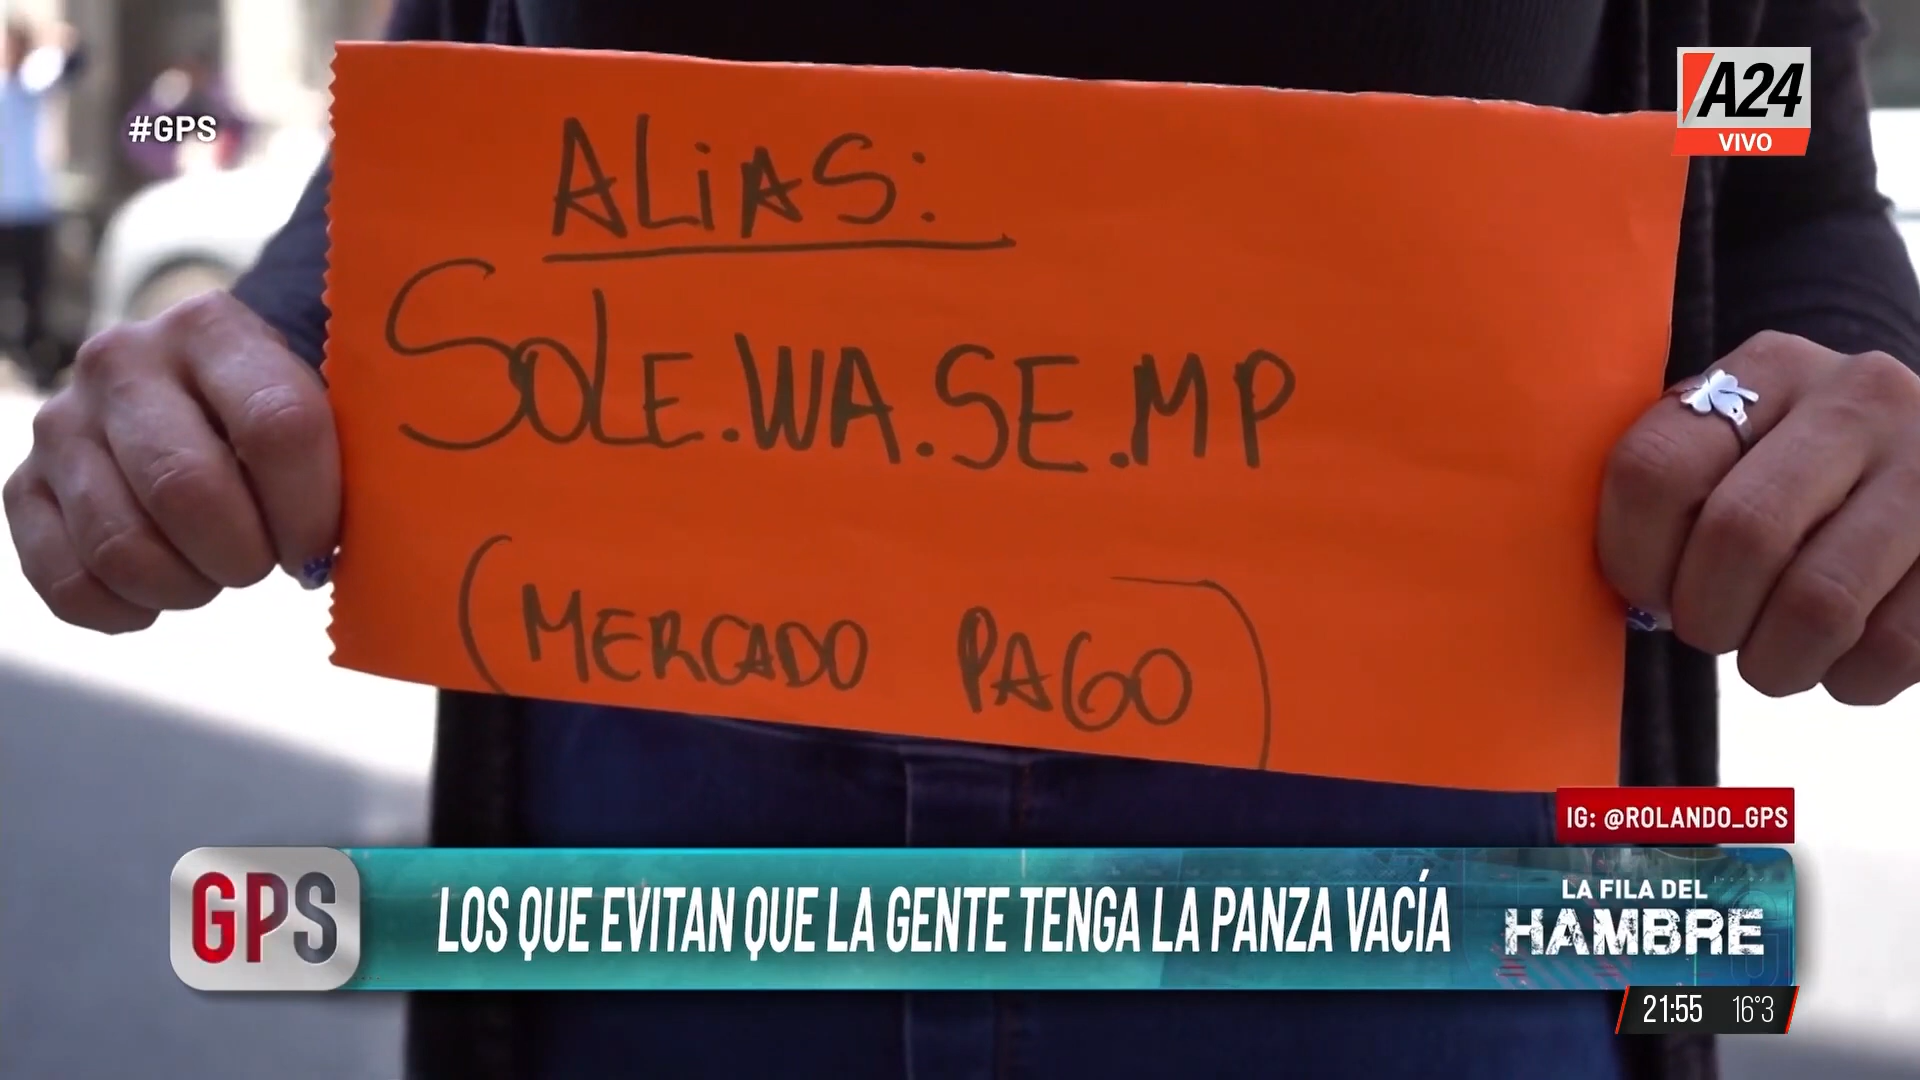 #GPS
A24
VIVO
ALiAS:
SOLE.WA.SE.MP
(MERCADO PAGO)
IG: @ROLANDO_GPS
GPS
LOS QUE EVITAN QUE LA GENTE TENGA LA PANZA VACÍA
LA FILA DEL
HAMBRE
21:55 16°3